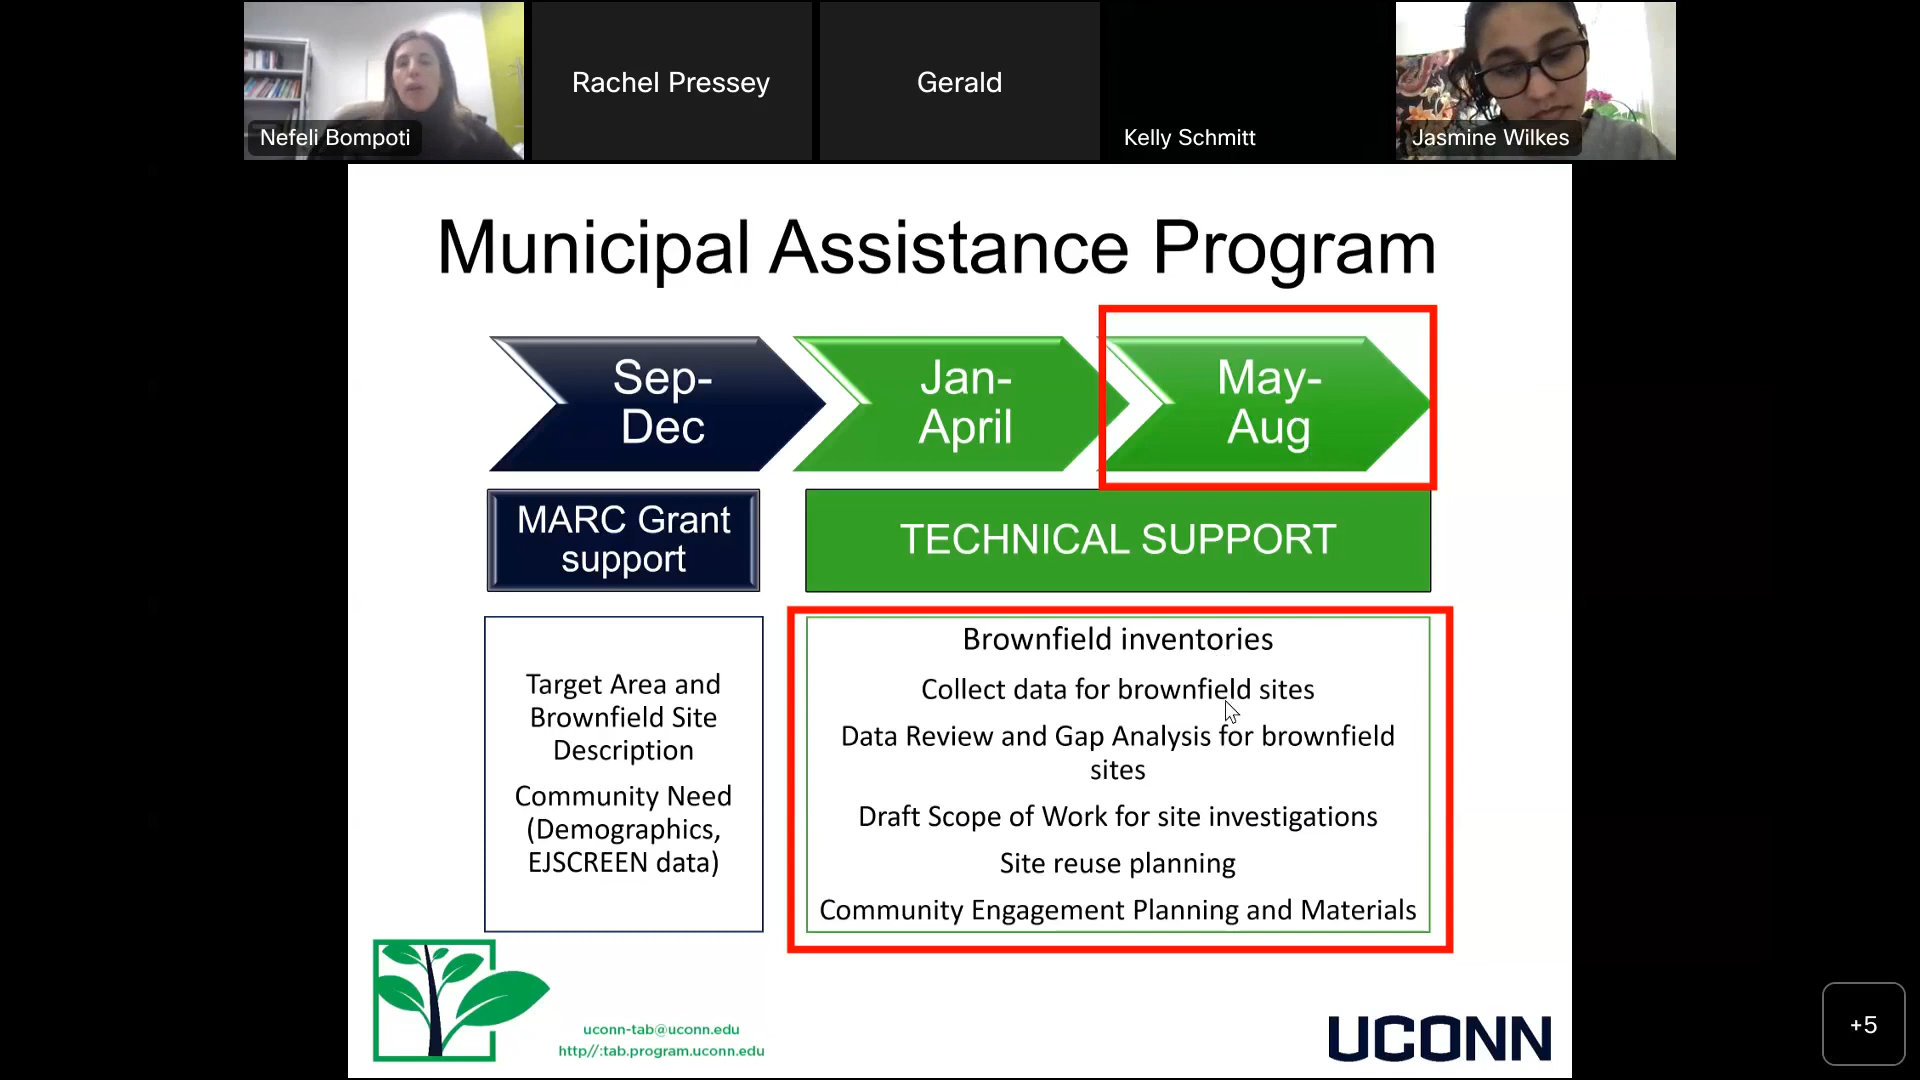 Nefeli Bompoti
Rachel Pressey
Gerald
Kelly Schmitt
Jasmine Wilkes
Municipal Assistance Program
Sep-
Dec
Jan-
April
May-
Aug
MARC Grant
support
TECHNICAL SUPPORT
Target Area and
Brownfield Site
Description
Community Need
(Demographics,
EJSCREEN data)
Brownfield inventories
Collect data for brownfield sites
Data Review and Gap Analysis for brownfield
sites
Draft Scope of Work for site investigations
Site reuse planning
Community Engagement Planning and Materials
uconn-tab@uconn.edu
http//:tab.program.uconn.edu
UCONN
+5